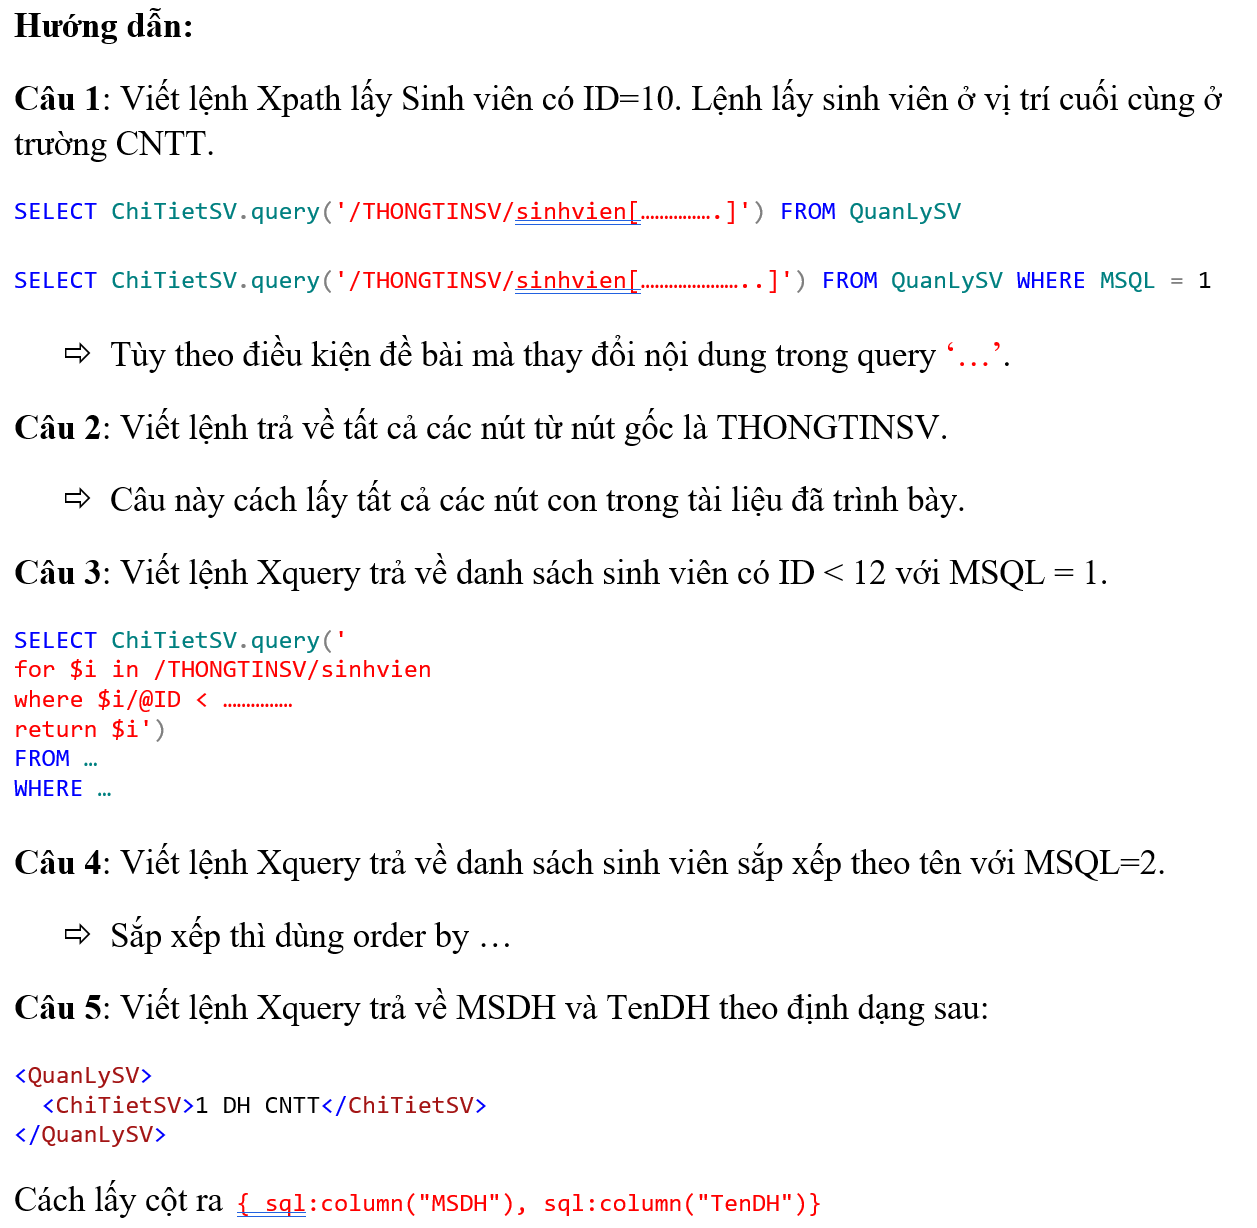 Hướng dẫn:
Câu 1: Viết lệnh Xpath lấy Sinh viên có ID=10. Lệnh lấy sinh viên ở vị trí cuối cùng ở
trường CNTT.
SELECT ChiTietSV.query('/THONGTINSV/sinhvien[…………….]') FROM QuanLySV
SELECT ChiTietSV.query('/THONGTINSV/sinhvien[…………………..]') FROM QuanLySV WHERE MSQL = 1
⇨ Tùy theo điều kiện đề bài mà thay đổi nội dung trong query ‘…’.
Câu 2: Viết lệnh trả về tất cả các nút từ nút gốc là THONGTINSV.
⇨ Câu này cách lấy tất cả các nút con trong tài liệu đã trình bày.
Câu 3: Viết lệnh Xquery trả về danh sách sinh viên có ID < 12 với MSQL = 1.
SELECT ChiTietSV.query('
for $i in /THONGTINSV/sinhvien
where $i/@ID < ……………
return $i')
FROM …
WHERE …
Câu 4: Viết lệnh Xquery trả về danh sách sinh viên sắp xếp theo tên với MSQL=2.
⇨ Sắp xếp thì dùng order by …
Câu 5: Viết lệnh Xquery trả về MSDH và TenDH theo định dạng sau:
<QuanLySV>
<ChiTietSV>1 DH CNTT</ChiTietSV>
</QuanLySV>
Cách lấy cột ra { sql:column("MSDH"), sql:column("TenDH")}